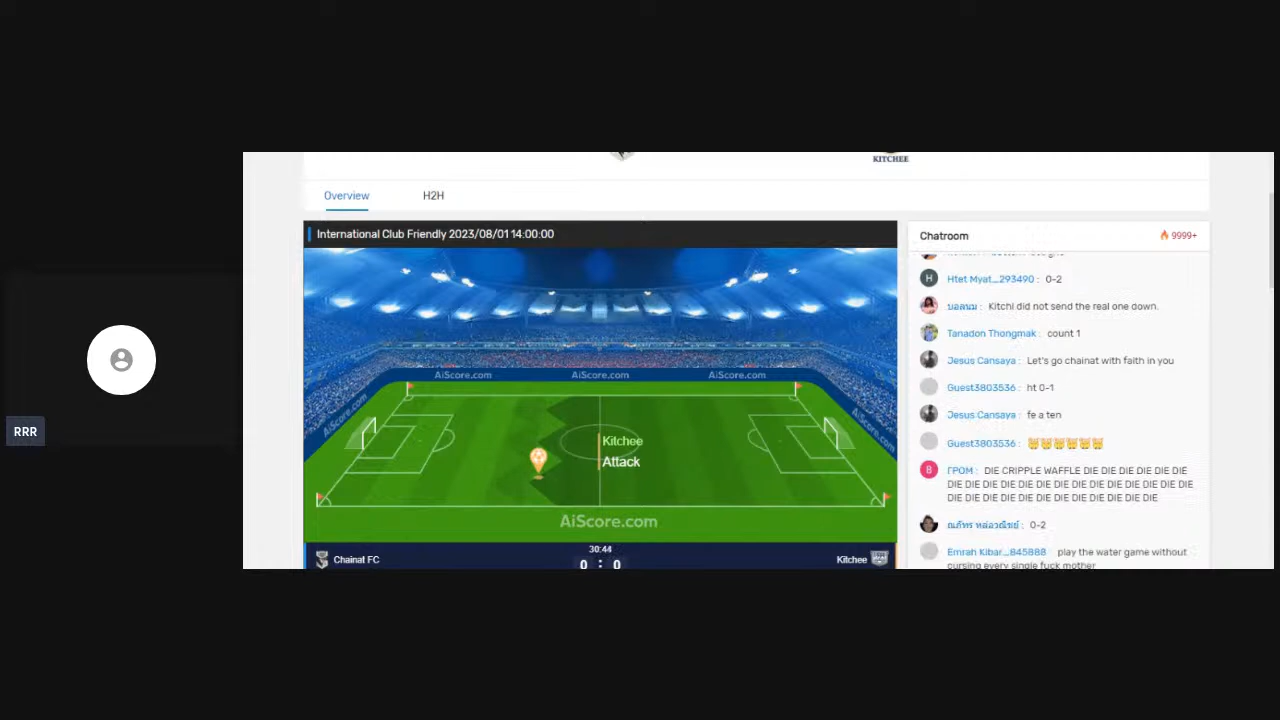 KITCHEE
Overview H2H
International Club Friendly 2023/08/01 14:00:00
Chatroom 9999+
H Htet Myat_293490 : 0-2
บอลนม : Kitchi did not send the real one down.
Tanadon Thongmak : count 1
Jesus Cansaya : Let's go chainat with faith in you
Guest3803536 : ht 0-1
Jesus Cansaya : fe a ten
Guest3803536 :
В ГРОМ : DIE CRIPPLE WAFFLE DIE DIE DIE DIE DIE DIE
DIE DIE DIE DIE DIE DIE DIE DIE DIE DIE DIE DIE DIE DIE
DIE DIE DIE DIE DIE DIE DIE DIE DIE DIE DIE DIE
ณภัทร หล่อวณิชย์ : 0-2
Emrah Kibar_845888 play the water game without
cursing every single fuck mother
AiScore.com AiScore.com AiScore.com
AiScore.com AiScore.com
Kitchee
Attack
AiScore.com
30:44
Chainat FC 0 : 0 Kitchee
RRR